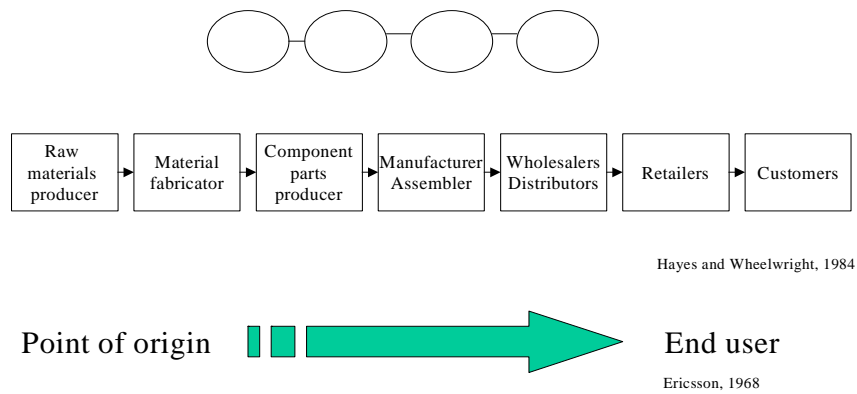 Raw
materials
producer
Material
fabricator
Component
parts
producer
Manufacturer
Assembler
Wholesalers
Distributors
Retailers
Customers
Hayes and Wheelwright, 1984
Point of origin
End user
Ericsson, 1968